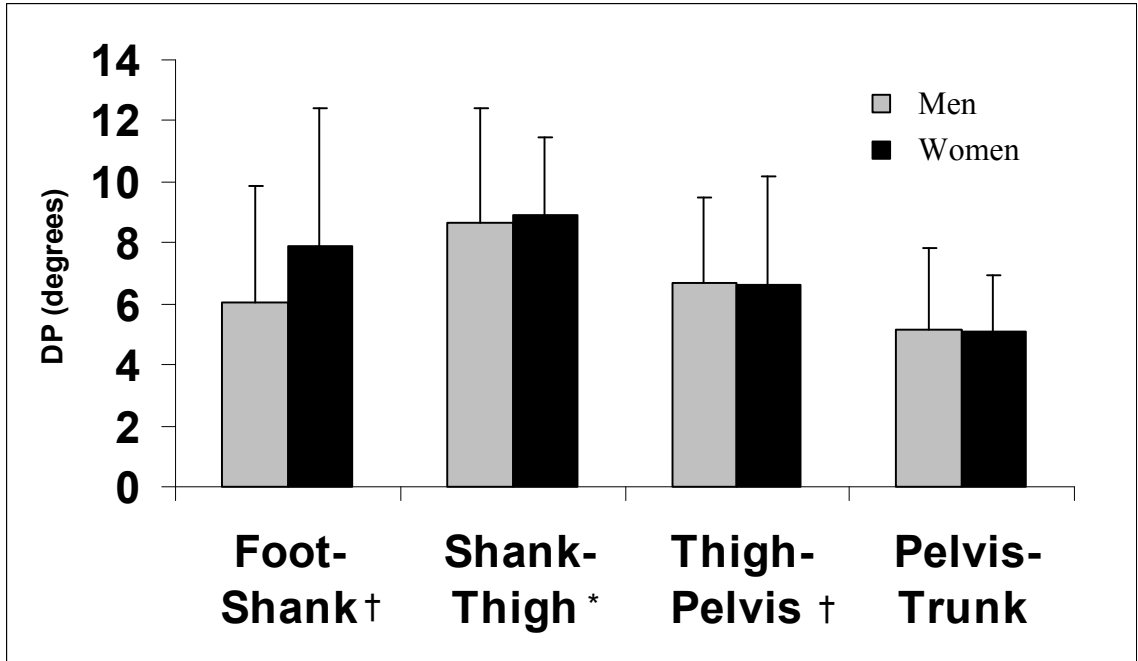 14
12
10
8
6
4
2
0
DP (degrees)
Men
Women
Foot-
Shank †
Shank-
Thigh *
Thigh-
Pelvis †
Pelvis-
Trunk